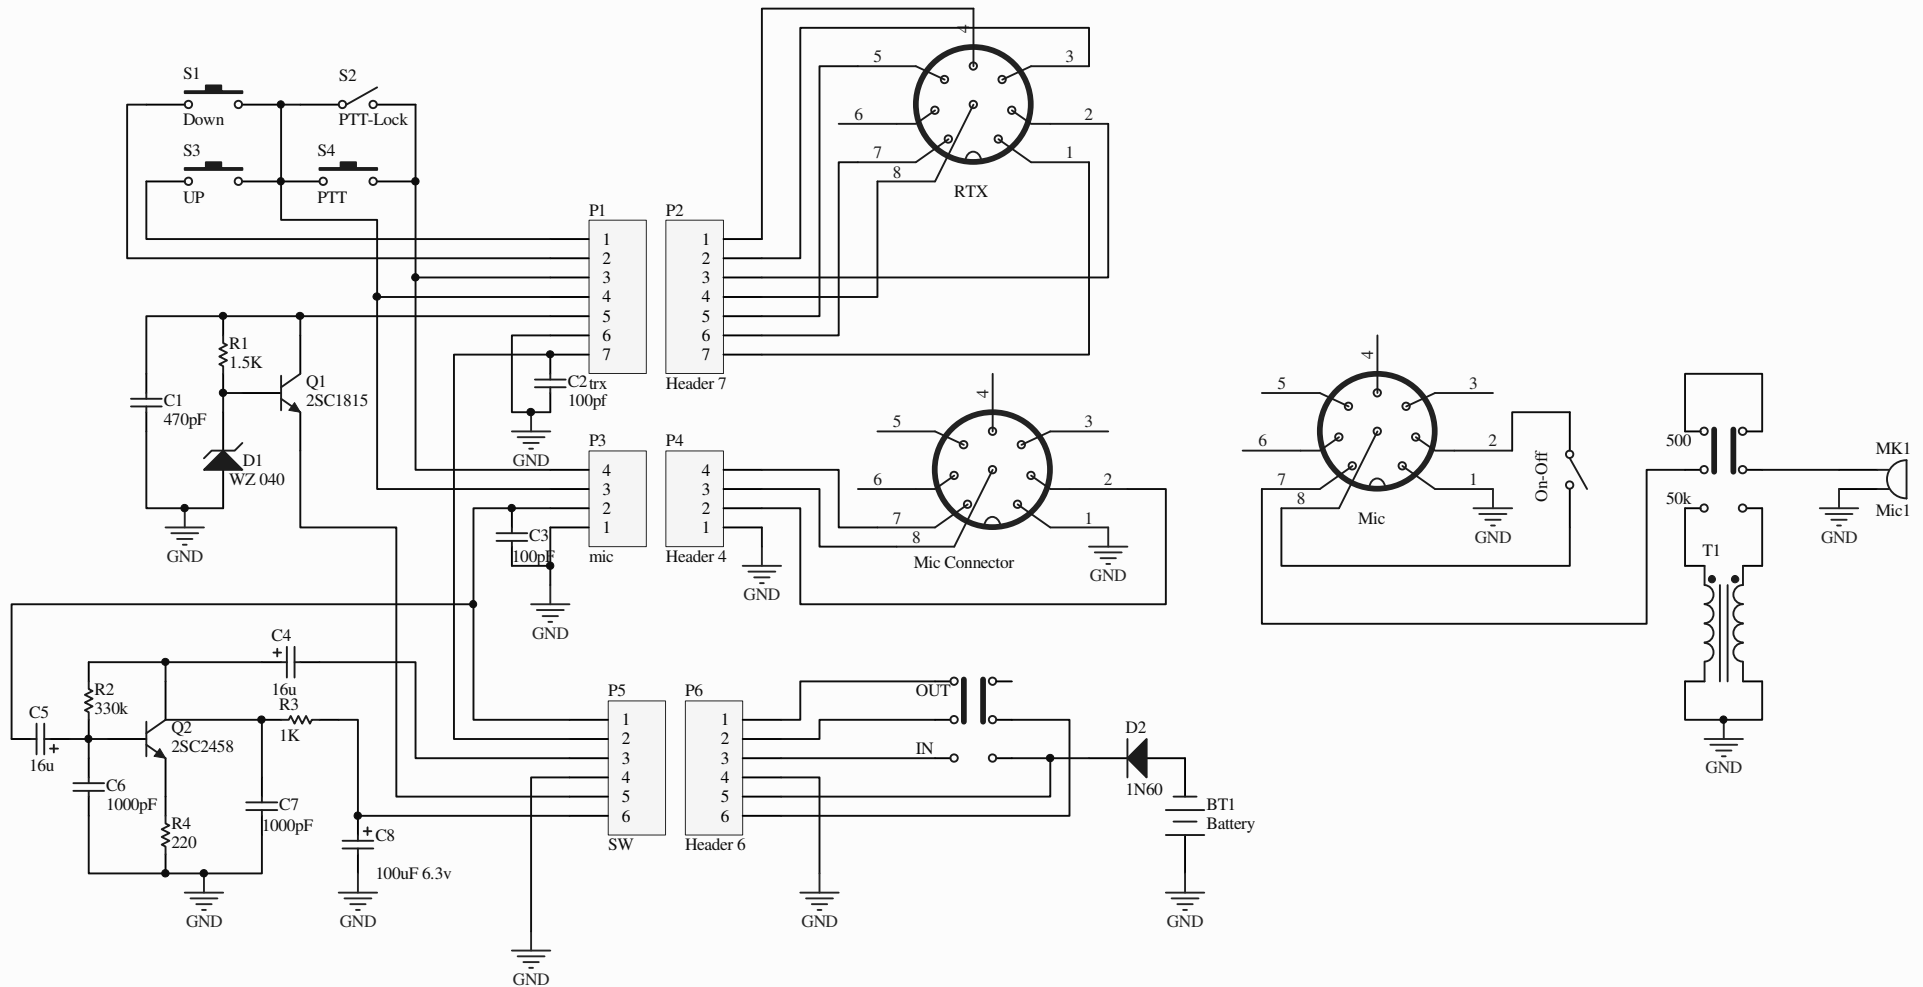 S1
Down
S2
PTT-Lock
S3
UP
S4
PTT
4
5
3
6
2
7
1
8
RTX
P1
1
2
3
4
5
6
7
trx
P2
1
2
3
4
5
6
7
Header 7
R1
1.5K
Q1
2SC1815
C1
470pF
D1
WZ 040
GND
C2
100pf
GND
P3
4
3
2
1
mic
P4
4
3
2
1
Header 4
C3
100pF
GND
GND
4
5
3
6
2
7
1
8
Mic Connector
GND
4
5
3
6
2
7
1
8
Mic
GND
On-Off
500
50k
MK1
Mic1
GND
T1
GND
C4
+
16u
R2
330k
R3
1K
C5
+
16u
Q2
2SC2458
C6
1000pF
C7
1000pF
R4
220
+
C8
100uF 6.3v
GND
GND
P5
1
2
3
4
5
6
SW
P6
1
2
3
4
5
6
Header 6
OUT
IN
D2
1N60
BT1
Battery
GND
GND
GND